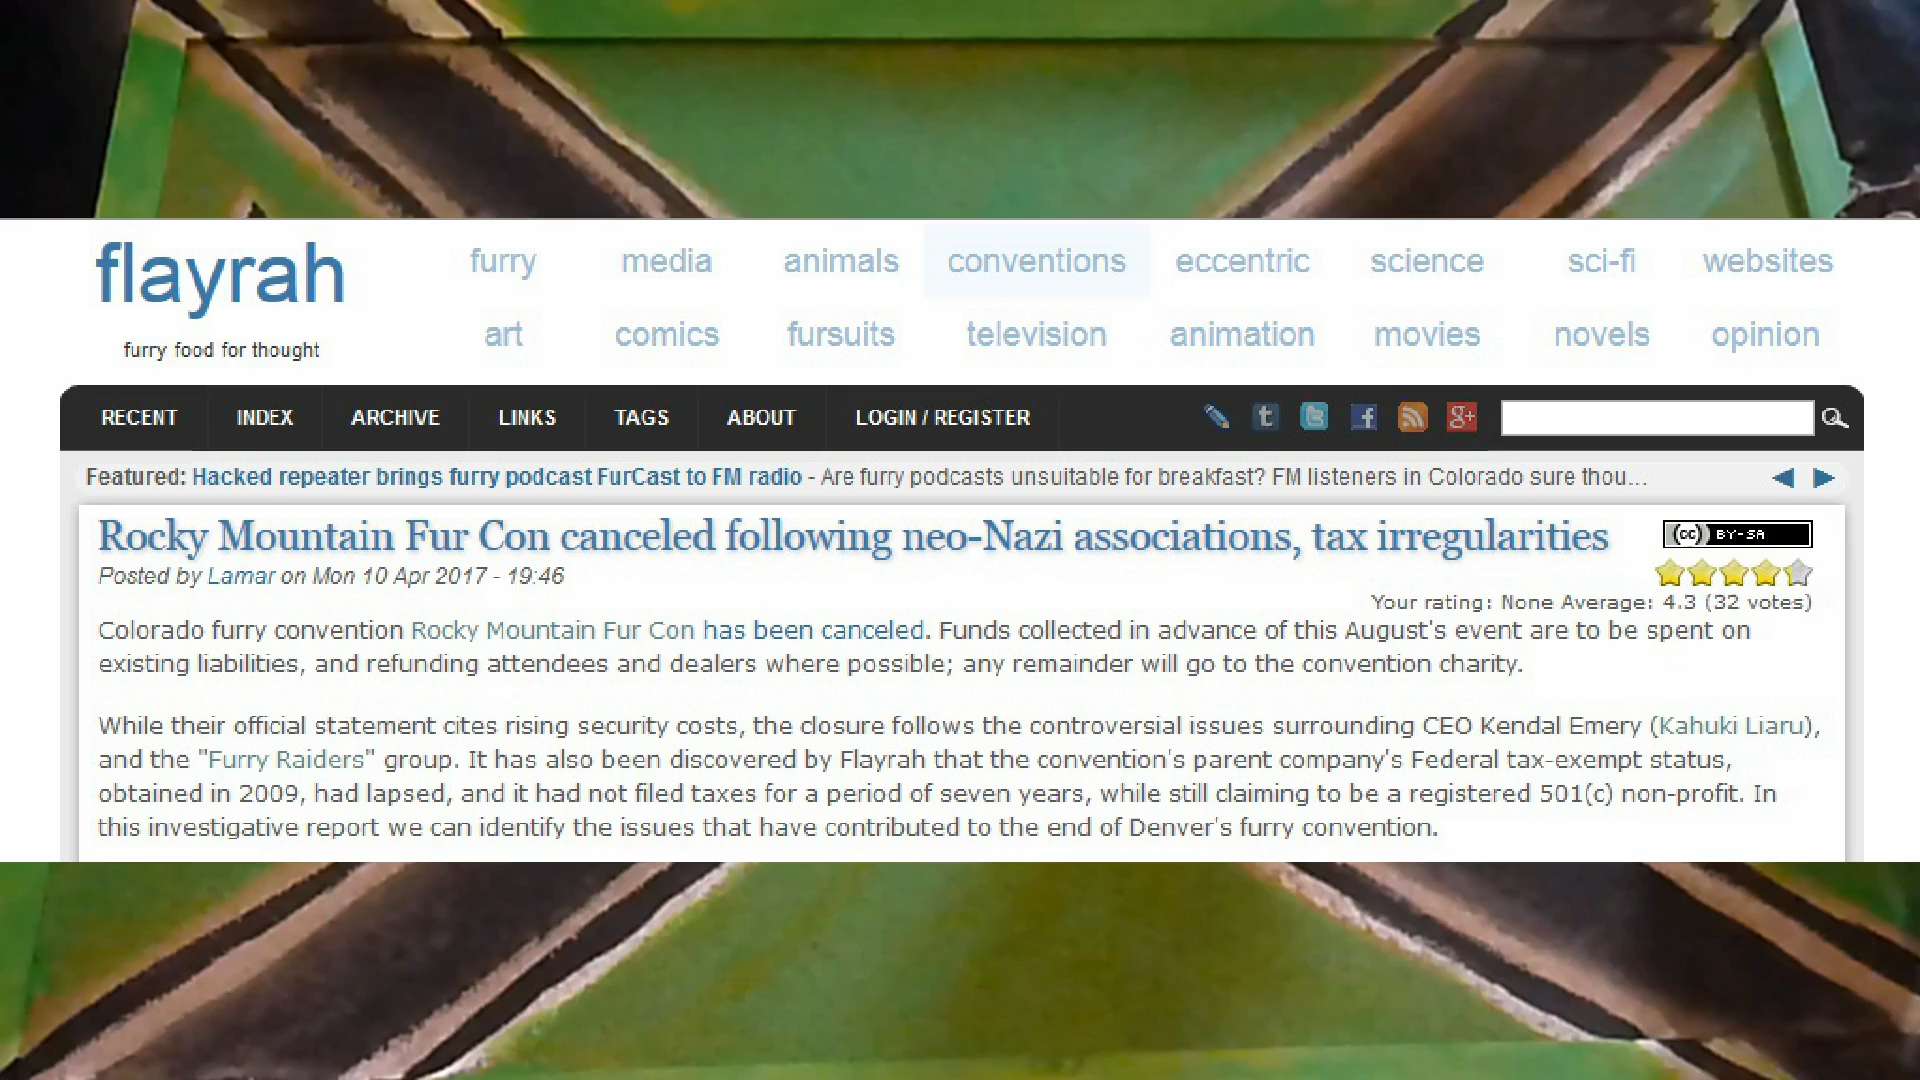 flayrah
furry food for thought
furry media animals conventions eccentric science sci-fi websites
art comics fursuits television animation movies novels opinion
RECENT INDEX ARCHIVE LINKS TAGS ABOUT LOGIN / REGISTER
Featured: Hacked repeater brings furry podcast FurCast to FM radio - Are furry podcasts unsuitable for breakfast? FM listeners in Colorado sure thou...
Rocky Mountain Fur Con canceled following neo-Nazi associations, tax irregularities
(cc) BY-SA
Posted by Lamar on Mon 10 Apr 2017 - 19:46
Your rating: None Average: 4.3 (32 votes)
Colorado furry convention Rocky Mountain Fur Con has been canceled. Funds collected in advance of this August's event are to be spent on
existing liabilities, and refunding attendees and dealers where possible; any remainder will go to the convention charity.
While their official statement cites rising security costs, the closure follows the controversial issues surrounding CEO Kendal Emery (Kahuki Liaru),
and the "Furry Raiders" group. It has also been discovered by Flayrah that the convention's parent company's Federal tax-exempt status,
obtained in 2009, had lapsed, and it had not filed taxes for a period of seven years, while still claiming to be a registered 501(c) non-profit. In
this investigative report we can identify the issues that have contributed to the end of Denver's furry convention.